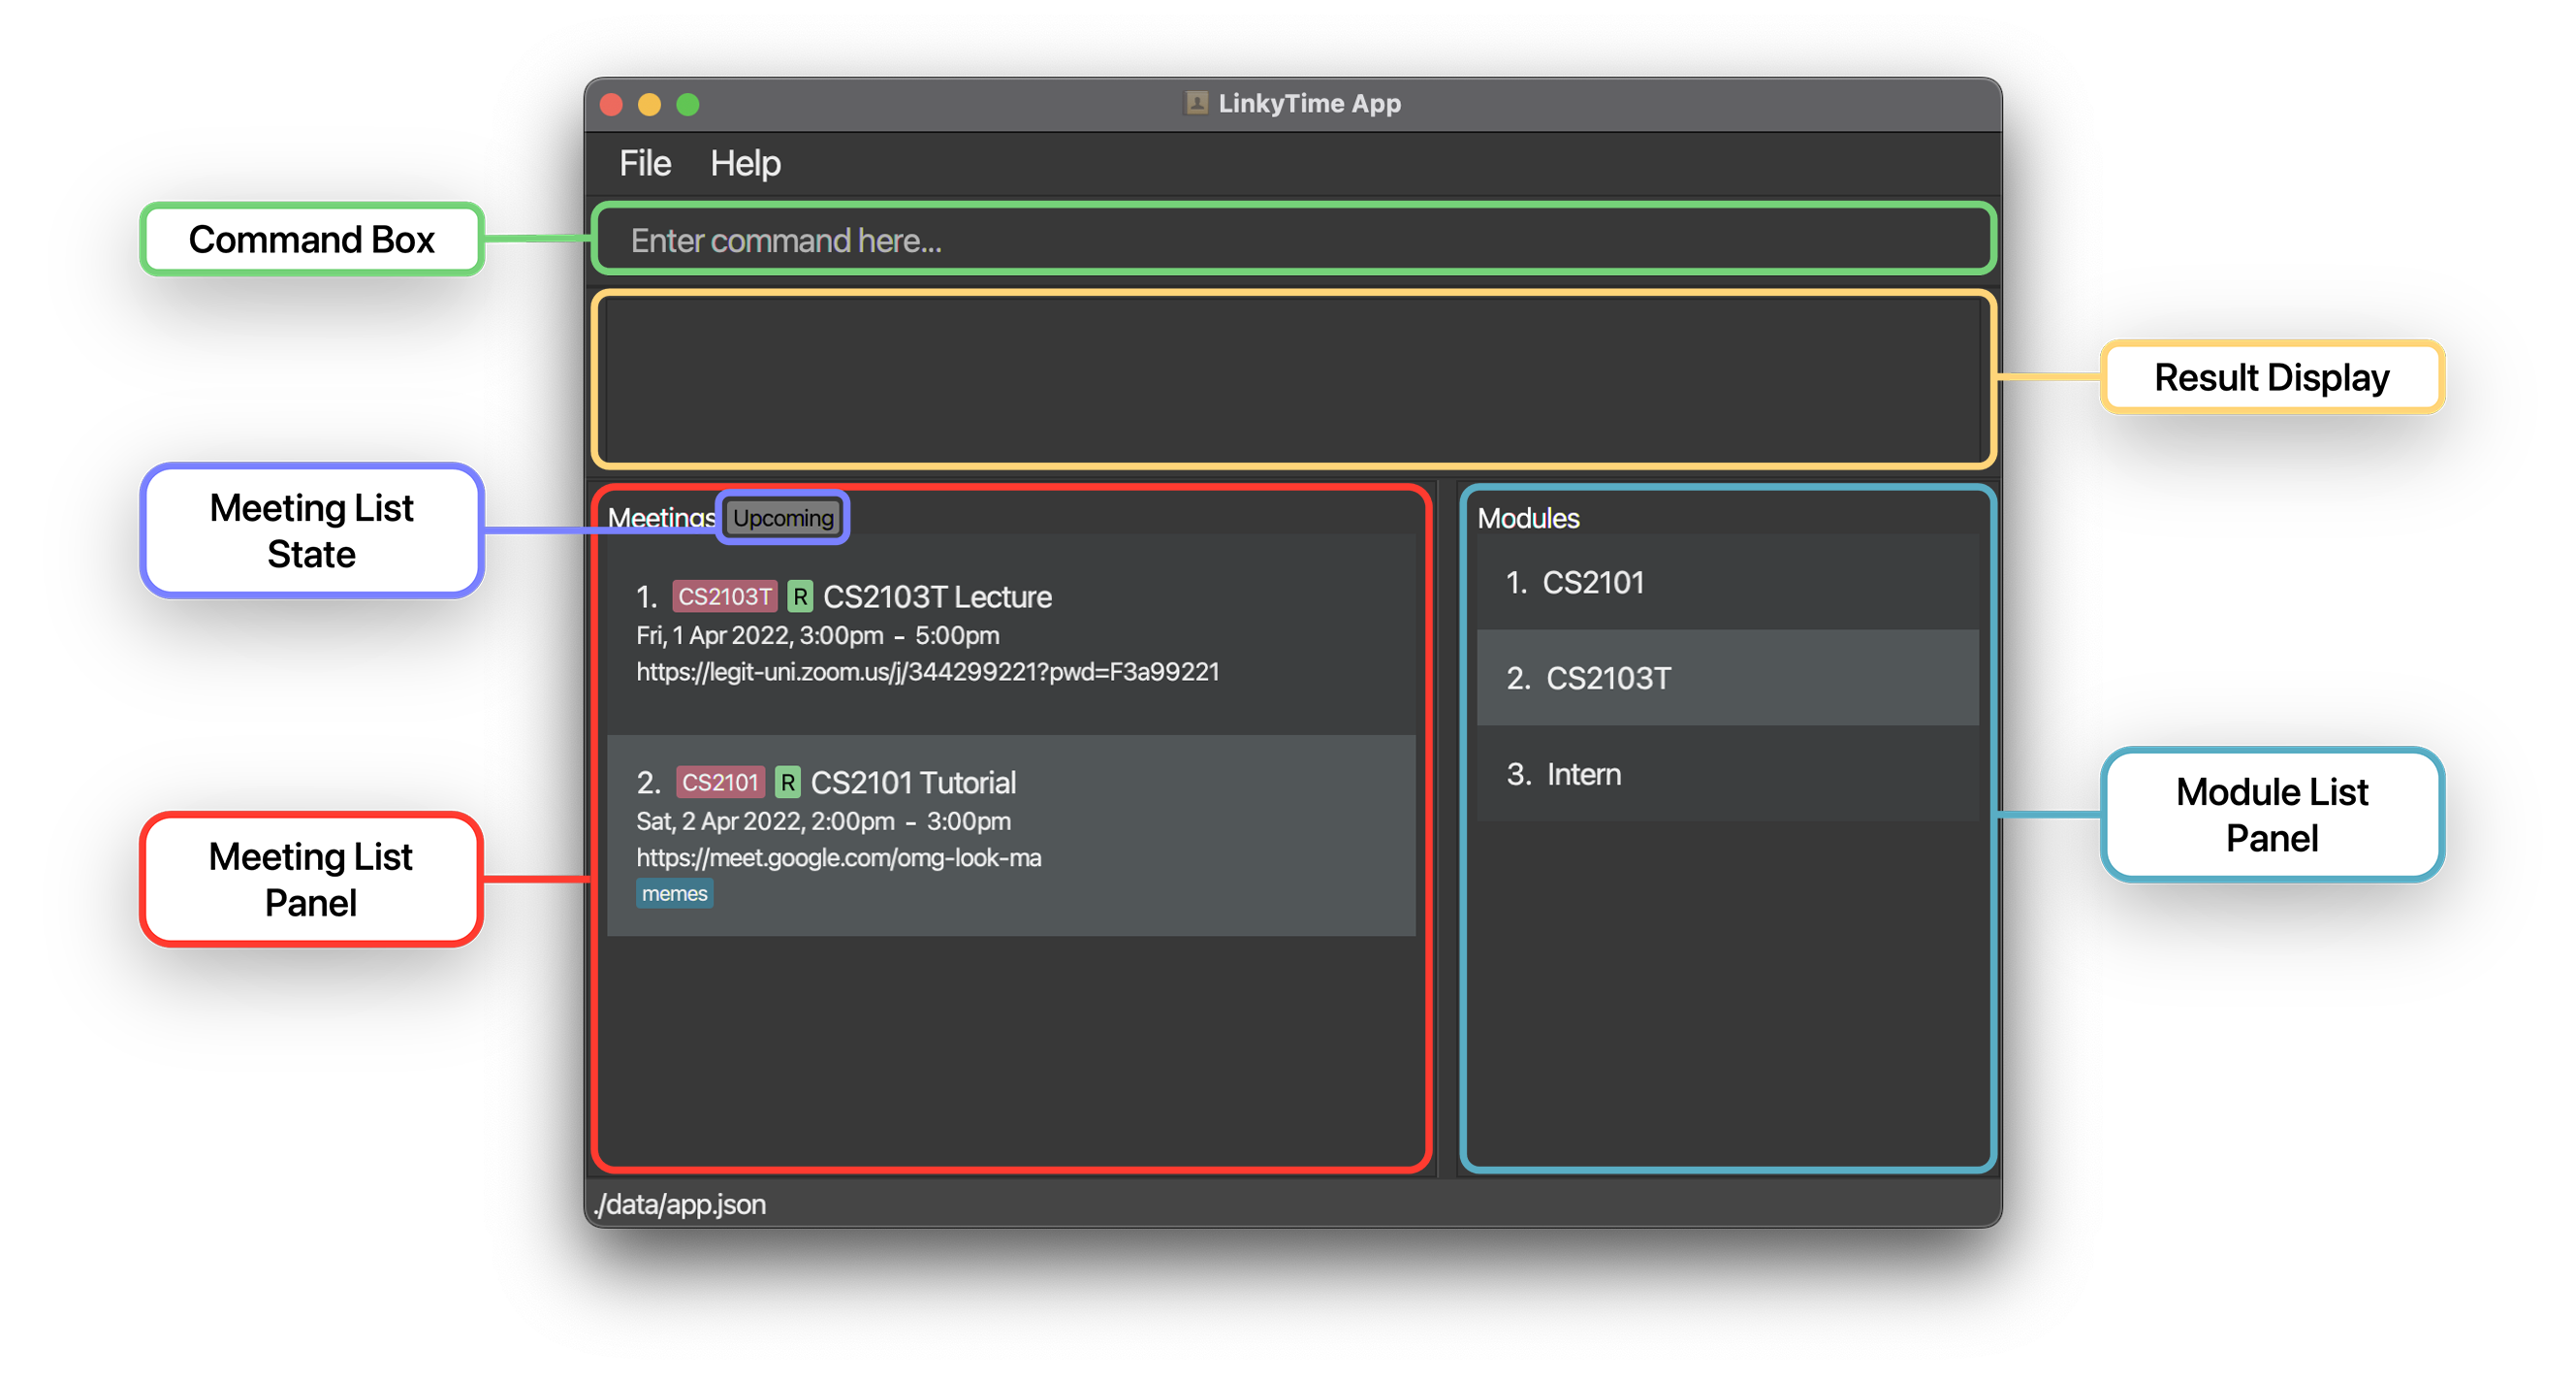 LinkyTime App
File Help
Command Box
Enter command here...
Result Display
Meeting List
State
Meetings Upcoming
1. CS2103T R CS2103T Lecture
Fri, 1 Apr 2022, 3:00pm - 5:00pm
https://legit-uni.zoom.us/j/344299221?pwd=F3a99221
2. CS2101 R CS2101 Tutorial
Sat, 2 Apr 2022, 2:00pm - 3:00pm
https://meet.google.com/omg-look-ma
memes
Meeting List
Panel
Modules
1. CS2101
2. CS2103T
3. Intern
Module List
Panel
./data/app.json